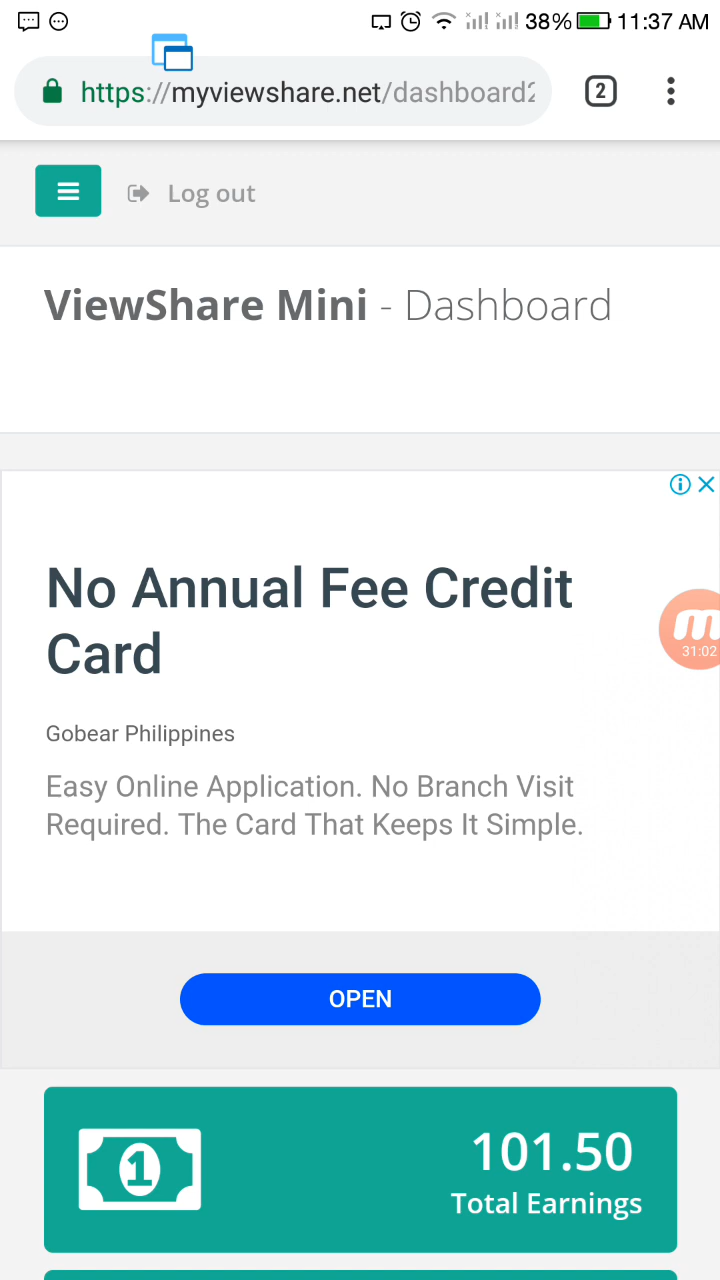 38% 11:37 AM
https://myviewshare.net/dashboard2
2
Log out
ViewShare Mini - Dashboard
No Annual Fee Credit
Card
31:02
Gobear Philippines
Easy Online Application. No Branch Visit
Required. The Card That Keeps It Simple.
OPEN
1
101.50
Total Earnings